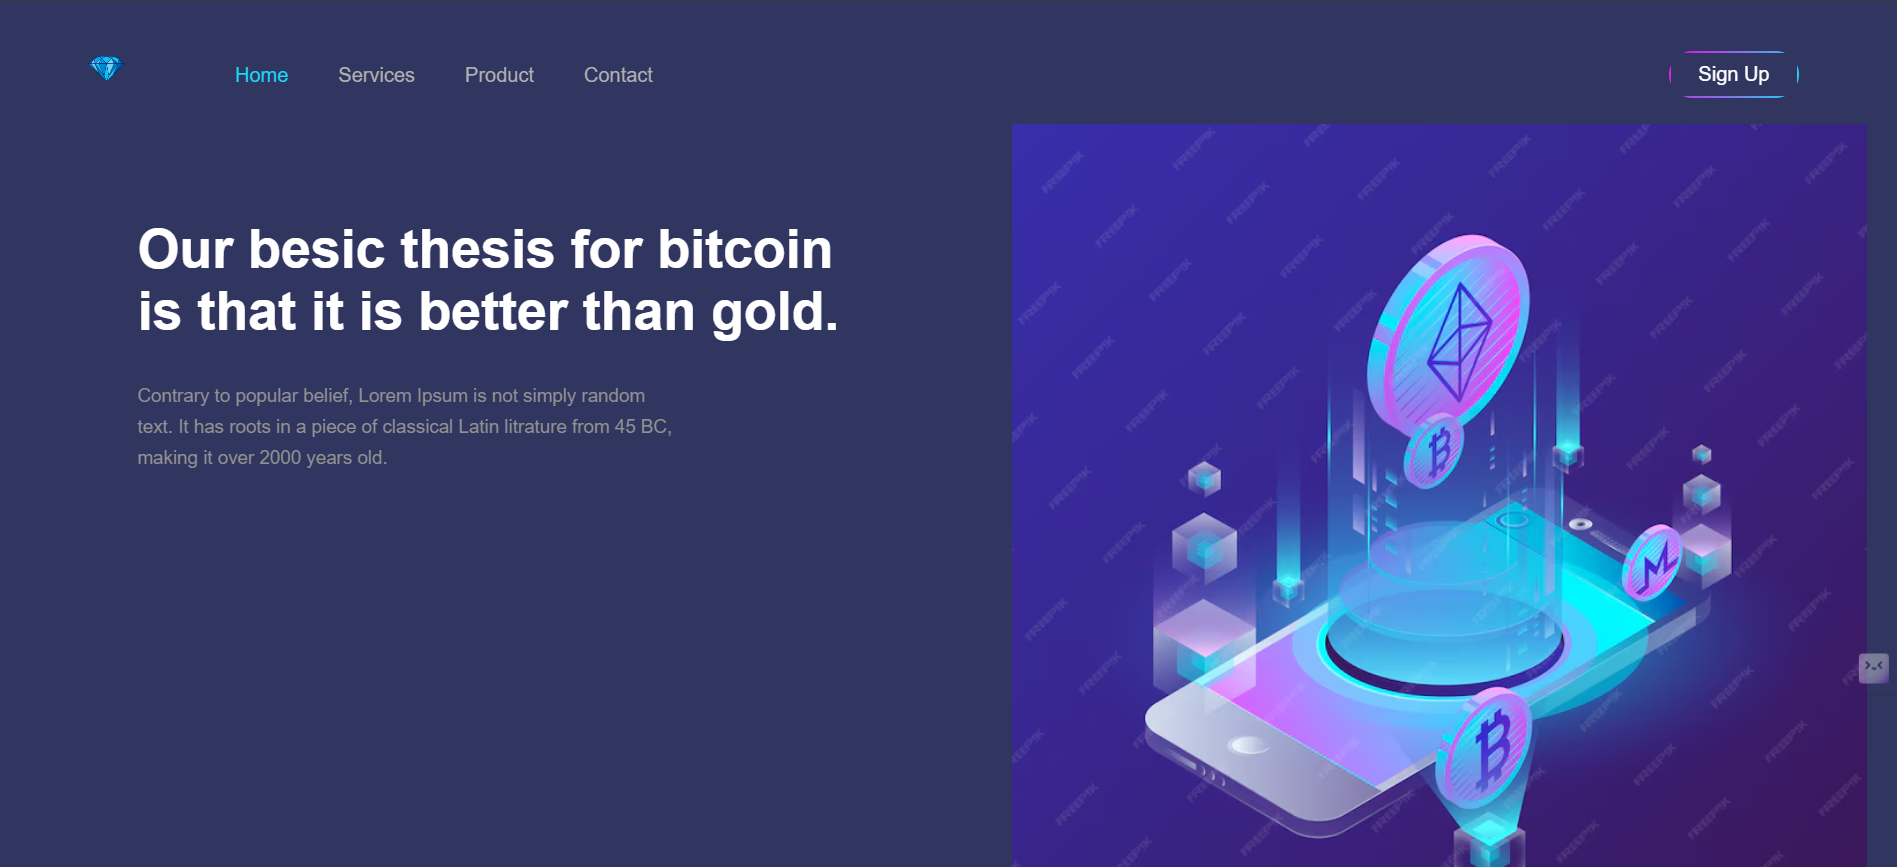 Home Services Product Contact
Sign Up
Our besic thesis for bitcoin
is that it is better than gold.
Contrary to popular belief, Lorem Ipsum is not simply random
text. It has roots in a piece of classical Latin litrature from 45 BC,
making it over 2000 years old.
FREEPIK